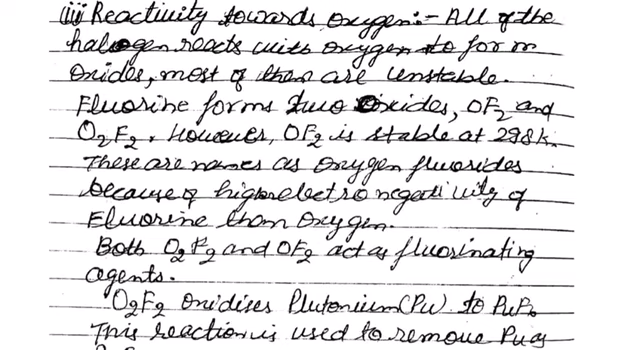 (iii) Reactivity towards Oxygen:- All of the
halogen reacts with oxygen to form
Oxides, most of them are unstable.
Fluorine forms two Oxides, OF2 and
O2F2. However, OF2 is stable at 298k.
These are names as oxygen fluorides
because of higher electronegativity of
Fluorine than Oxygen.
Both O2F2 and OF2 act as fluorinating
agents.
O2F2 oxidises Plutonium (Pu) to PuF6
This reaction is used to remove Pu as